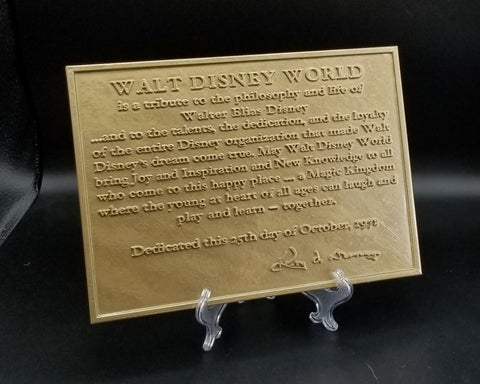 WALT DISNEY WORLD
is a tribute to the philosophy and life of
Walter Elias Disney
...and to the talents, the dedication, and the loyalty
of the entire Disney organization that made Walt
Disney's dream come true. May Walt Disney World
bring Joy and Inspiration and New Knowledge to all
who come to this happy place ... a Magic Kingdom
where the young at heart of all ages can laugh and
play and learn — together.
Dedicated this 25th day of October, 1971
Roy O. Disney